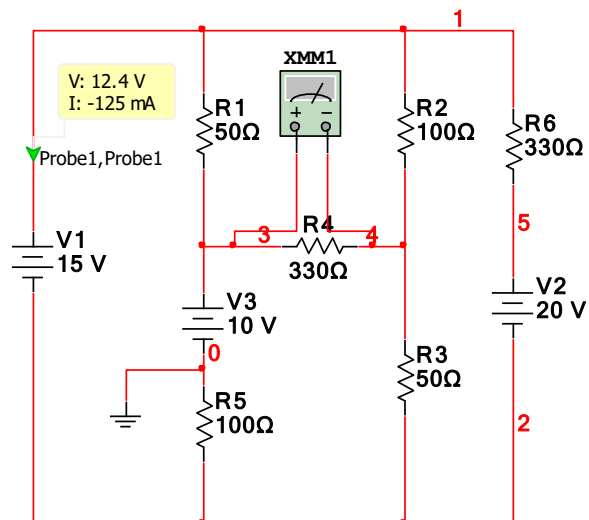 1
XMM1
V: 12.4 V
I: -125 mA
+ −
R1
50Ω
R2
100Ω
R6
330Ω
Probe1,Probe1
R4
3
4
330Ω
5
V1
15 V
V3
10 V
V2
20 V
0
R3
50Ω
R5
100Ω
2